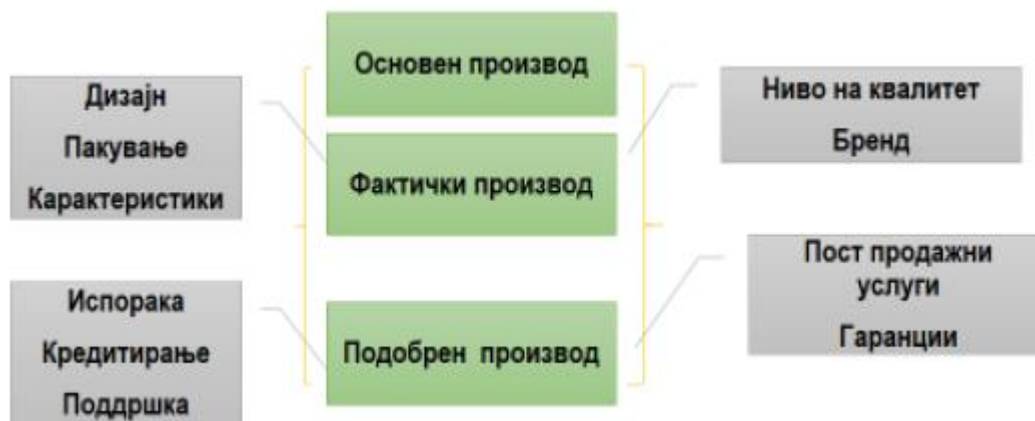 Основен производ
Дизајн
Пакување
Карактеристики
Фактички производ
Ниво на квалитет
Бренд
Испорака
Кредитирање
Поддршка
Подобрен производ
Пост продажни
услуги
Гаранции